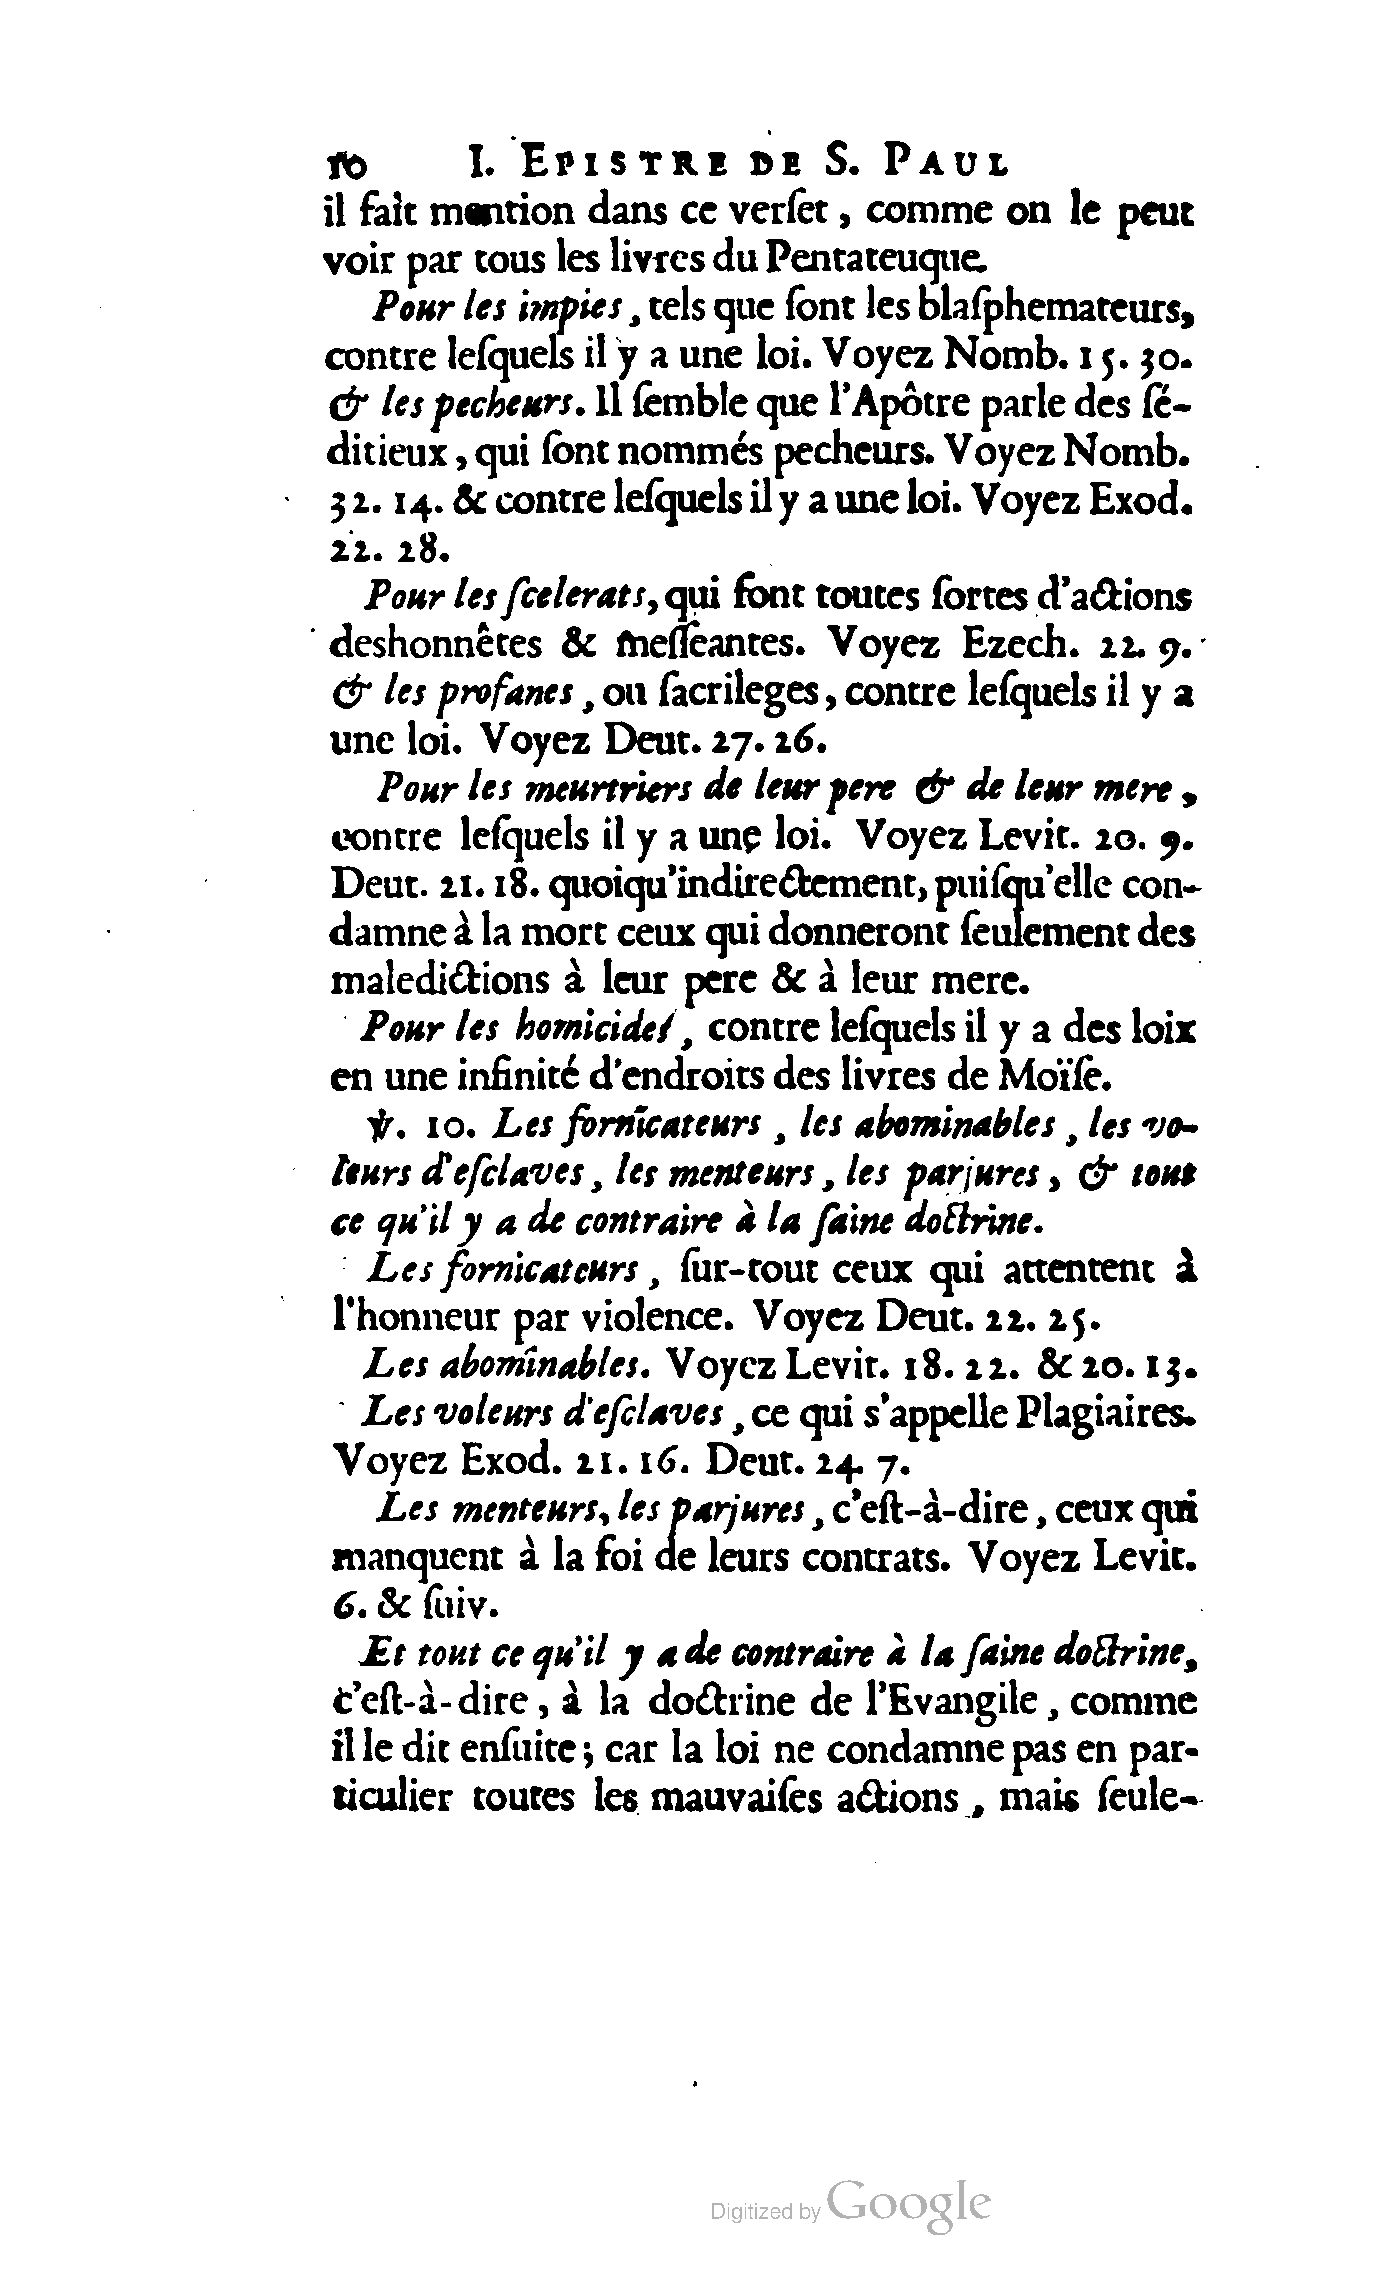 10 I. EPISTRE DE S. PAUL
il fait mention dans ce verſet, comme on le peut
voir par tous les livres du Pentateuque.
Pour les impies, tels que ſont les blaſphemateurs,
contre leſquels il y a une loi. Voyez Nomb. 15. 30.
& les pecheurs. Il ſemble que l'Apôtre parle des ſé-
ditieux, qui ſont nommés pecheurs. Voyez Nomb.
32. 14. & contre leſquels il y a une loi. Voyez Exod.
22. 28.
Pour les ſcelerats, qui font toutes ſortes d'actions
deshonnêtes & meſſeantes. Voyez Ezech. 22. 9.
& les profanes, ou ſacrileges, contre leſquels il y a
une loi. Voyez Deut. 27. 26.
Pour les meurtriers de leur pere & de leur mere,
contre leſquels il y a une loi. Voyez Levit. 20. 9.
Deut. 21. 18. quoiqu'indirectement, puiſqu'elle con-
damne à la mort ceux qui donneront ſeulement des
maledictions à leur pere & à leur mere.
Pour les homicides, contre leſquels il y a des loix
en une infinité d'endroits des livres de Moïſe.
℣. 10. Les fornicateurs, les abominables, les vo-
leurs d'eſclaves, les menteurs, les parjures, & tout
ce qu'il y a de contraire à la ſaine doctrine.
Les fornicateurs, ſur-tout ceux qui attentent à
l'honneur par violence. Voyez Deut. 22. 25.
Les abominables. Voyez Levit. 18. 22. & 20. 13.
Les voleurs d'eſclaves, ce qui s'appelle Plagiaires.
Voyez Exod. 21. 16. Deut. 24. 7.
Les menteurs, les parjures, c'eſt-à-dire, ceux qui
manquent à la foi de leurs contrats. Voyez Levit.
6. & ſuiv.
Et tout ce qu'il y a de contraire à la ſaine doctrine,
c'eſt-à-dire, à la doctrine de l'Evangile, comme
il le dit enſuite; car la loi ne condamne pas en par-
ticulier toutes les mauvaiſes actions, mais ſeule-
Digitized by Google